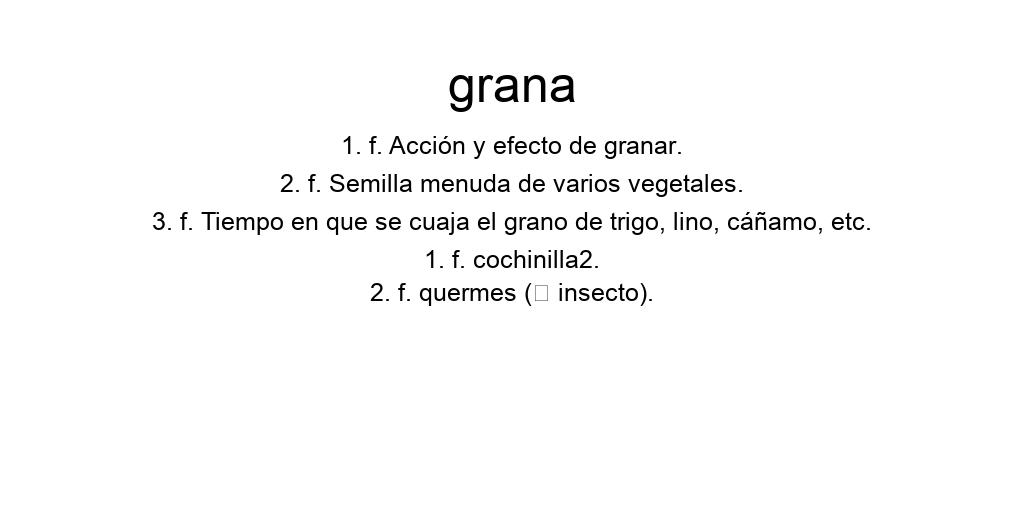 grana
1. f. Acción y efecto de granar.
2. f. Semilla menuda de varios vegetales.
3. f. Tiempo en que se cuaja el grano de trigo, lino, cáñamo, etc.
1. f. cochinilla2.
2. f. quermes (□ insecto).